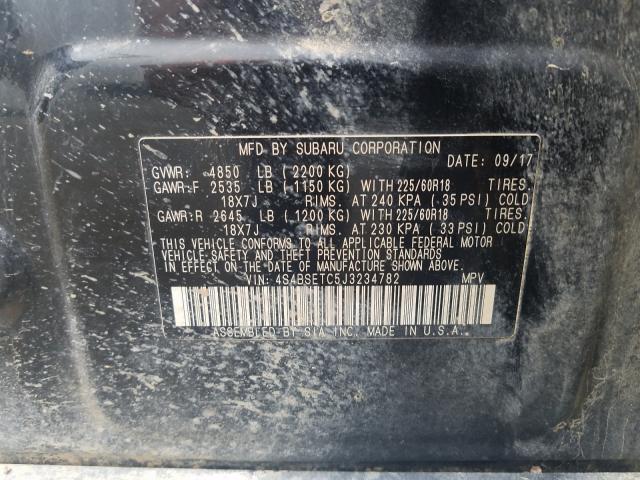 MFD BY SUBARU CORPORATION
DATE: 09/17
GVWR: 4850 LB (2200 KG)
GAWR:F 2535 LB (1150 KG) WITH 225/60R18 TIRES.
18X7J RIMS. AT 240 KPA (35 PSI) COLD
GAWR:R 2645 LB (1200 KG) WITH 225/60R18 TIRES.
18X7J RIMS. AT 230 KPA (33 PSI) COLD
THIS VEHICLE CONFORMS TO ALL APPLICABLE FEDERAL MOTOR
VEHICLE SAFETY AND THEFT PREVENTION STANDARDS
IN EFFECT ON THE DATE OF MANUFACTURE SHOWN ABOVE.
VIN: 4S4BSETC5J3234782 MPV
ASSEMBLED BY SIA INC. MADE IN U.S.A.